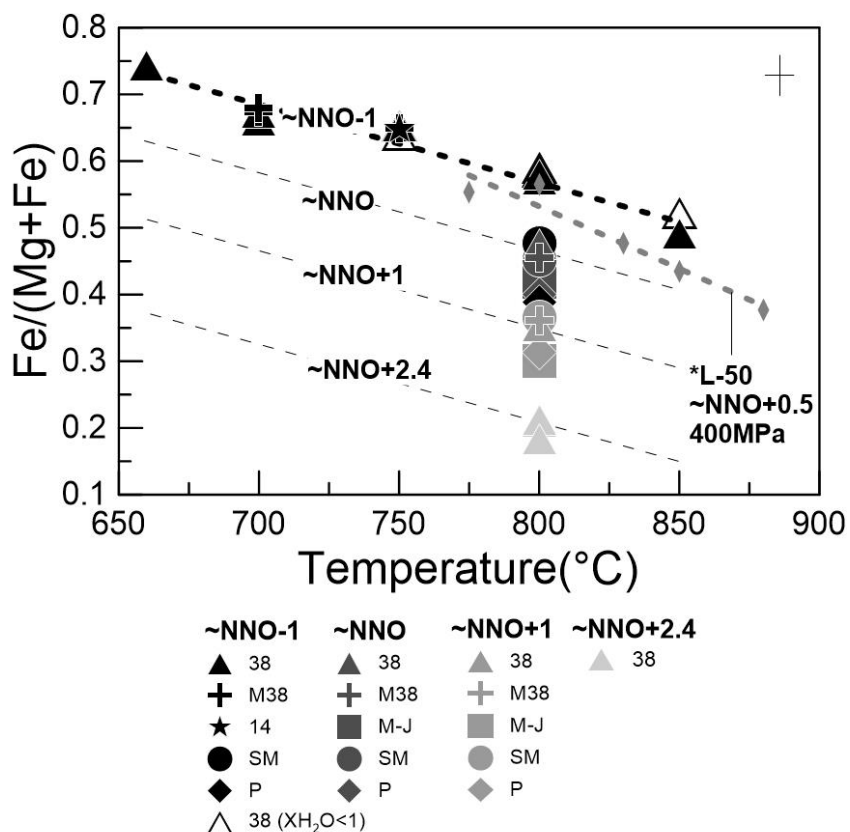 0.8
0.7
0.6
0.5
0.4
0.3
0.2
0.1
Fe/(Mg+Fe)
~NNO-1
~NNO
~NNO+1
~NNO+2.4
*L-50
~NNO+0.5
400MPa
650 700 750 800 850 900
Temperature(°C)
~NNO-1 ~NNO ~NNO+1 ~NNO+2.4
38 38 38 38
M38 M38 M38
14 M-J M-J
SM SM SM
P P P
38 (XH₂O<1)